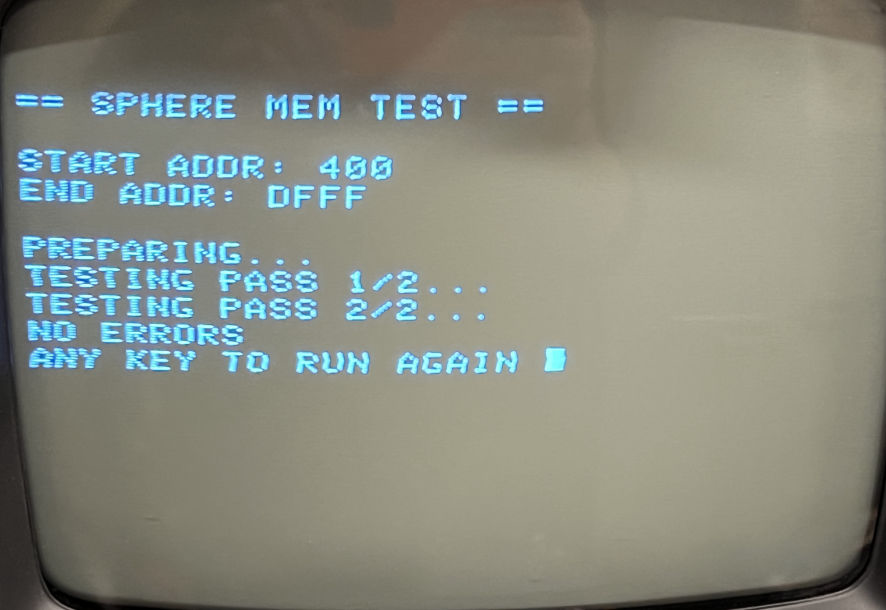 == SPHERE MEM TEST ==
START ADDR: 400
END ADDR: DFFF
PREPARING...
TESTING PASS 1/2...
TESTING PASS 2/2...
NO ERRORS
ANY KEY TO RUN AGAIN